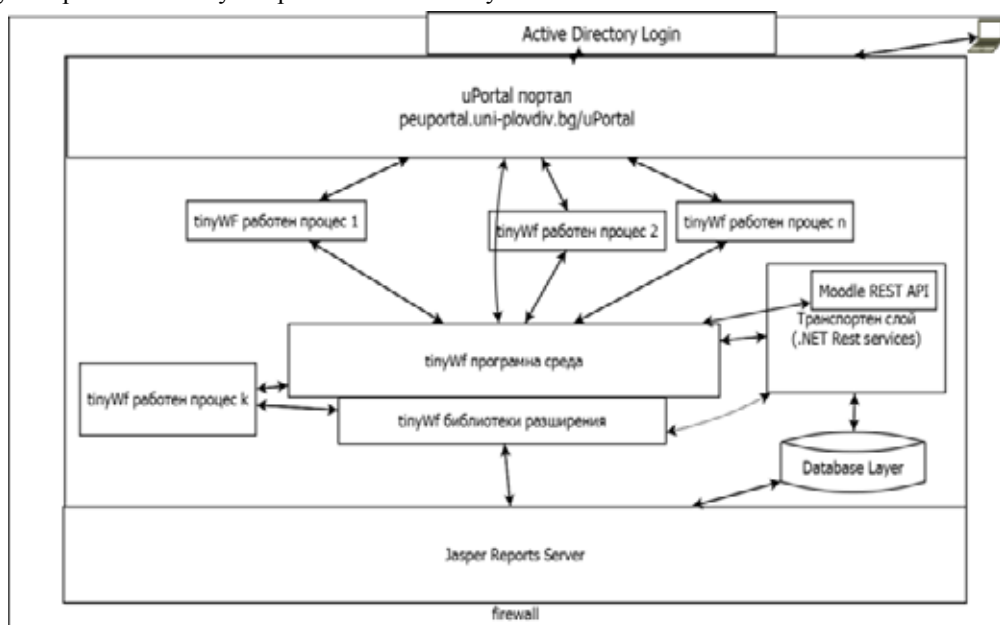 Active Directory Login
uPortal портал
peuportal.uni-plovdiv.bg/uPortal
tinyWF работен процес 1
tinyWf работен процес 2
tinyWf работен процес n
Moodle REST API
Транспортен слой
(.NET Rest services)
tinyWf програмна среда
tinyWf работен процес k
tinyWf библиотеки разширения
Database Layer
Jasper Reports Server
firewall